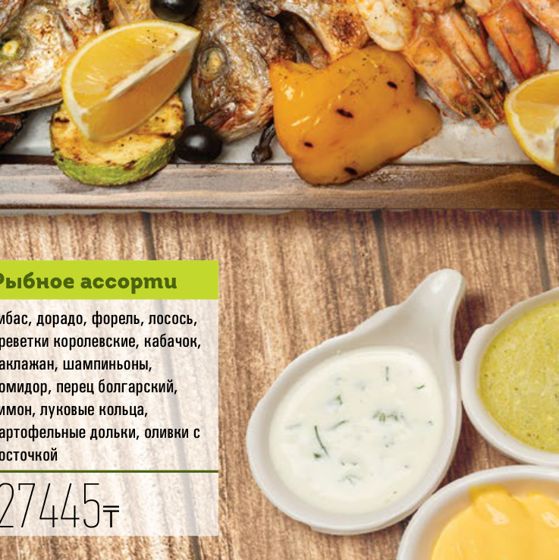 Рыбное ассорти
ибас, дорадо, форель, лосось,
реветки королевские, кабачок,
аклажан, шампиньоны,
омидор, перец болгарский,
имон, луковые кольца,
артофельные дольки, оливки с
осточкой
27445₸